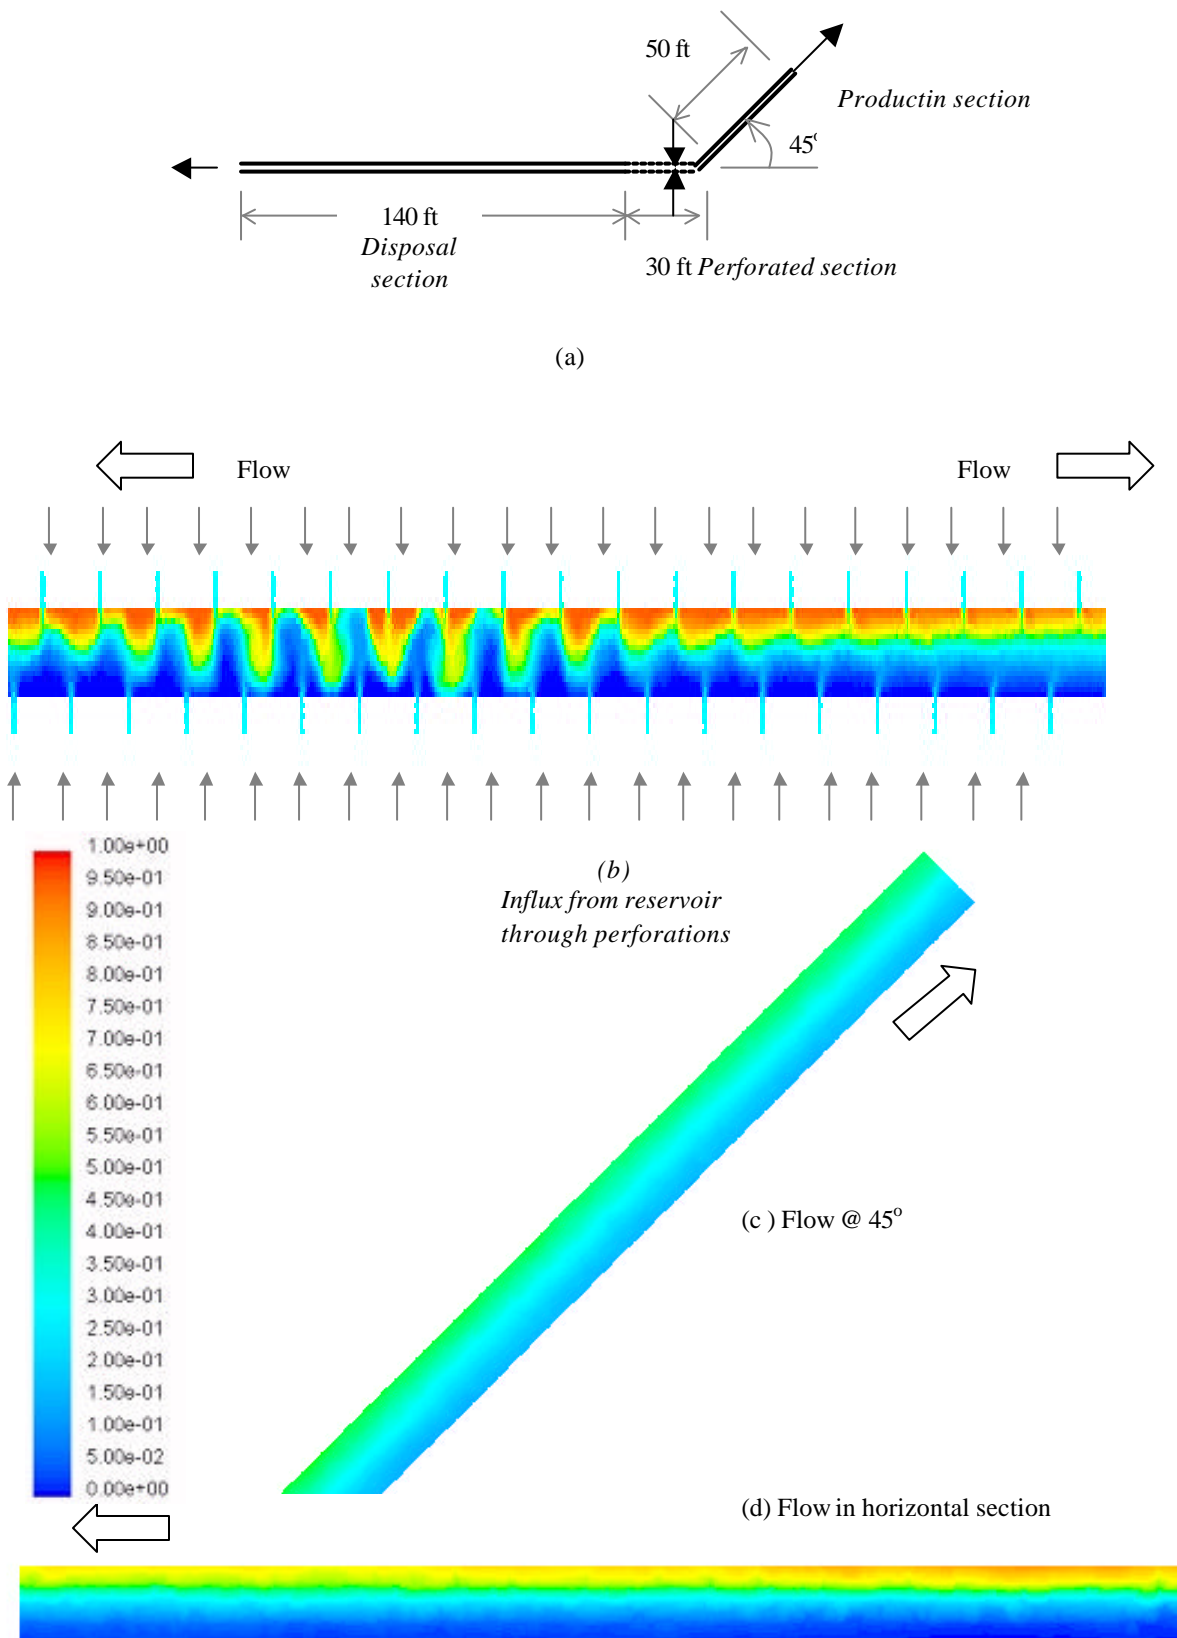 50 ft
Productin section
45°
140 ft
Disposal
section
30 ft Perforated section
(a)
Flow
Flow
1.00e+00
9.50e-01
9.00e-01
8.50e-01
8.00e-01
7.50e-01
7.00e-01
6.50e-01
6.00e-01
5.50e-01
5.00e-01
4.50e-01
4.00e-01
3.50e-01
3.00e-01
2.50e-01
2.00e-01
1.50e-01
1.00e-01
5.00e-02
0.00e+00
(b)
Influx from reservoir
through perforations
(c ) Flow @ 45º
(d) Flow in horizontal section